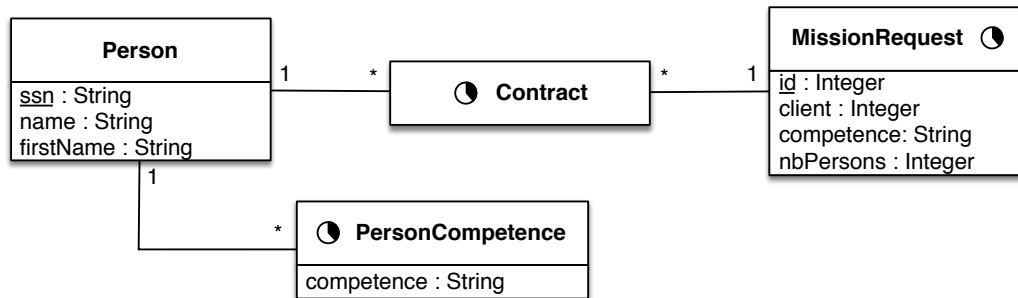 Person
ssn : String
name : String
firstName : String
1
*
Contract
*
1
MissionRequest
id : Integer
client : Integer
competence: String
nbPersons : Integer
1
*
PersonCompetence
competence : String